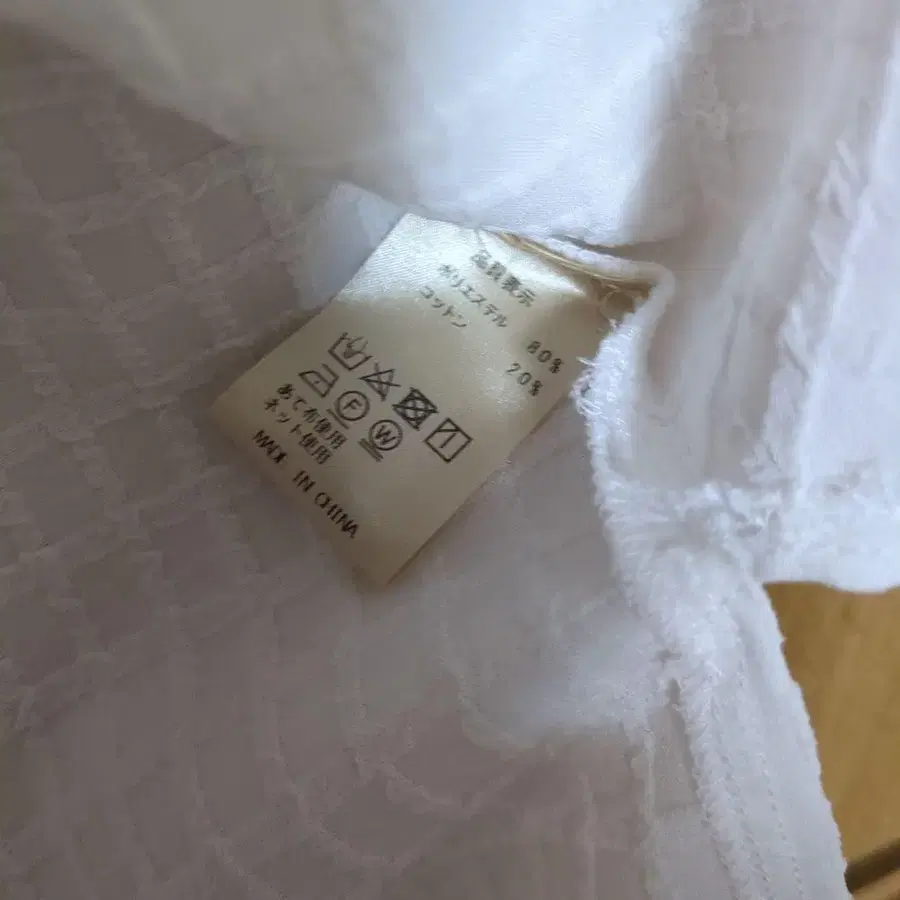 品質表示
ポリエステル 80%
コットン 20%
F W
あて布使用
ネット使用
MADE IN CHINA